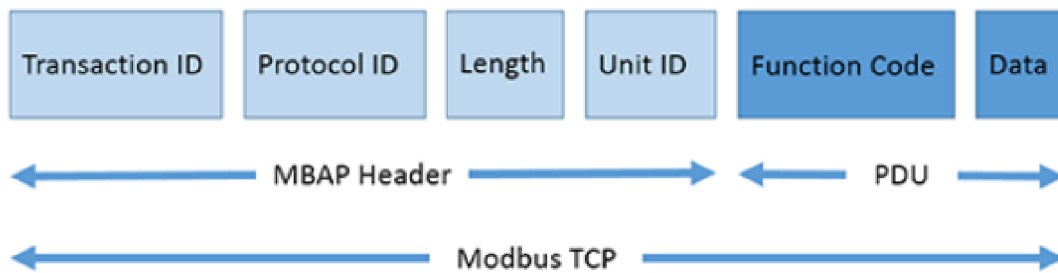 Transaction ID Protocol ID Length Unit ID Function Code Data
MBAP Header PDU
Modbus TCP